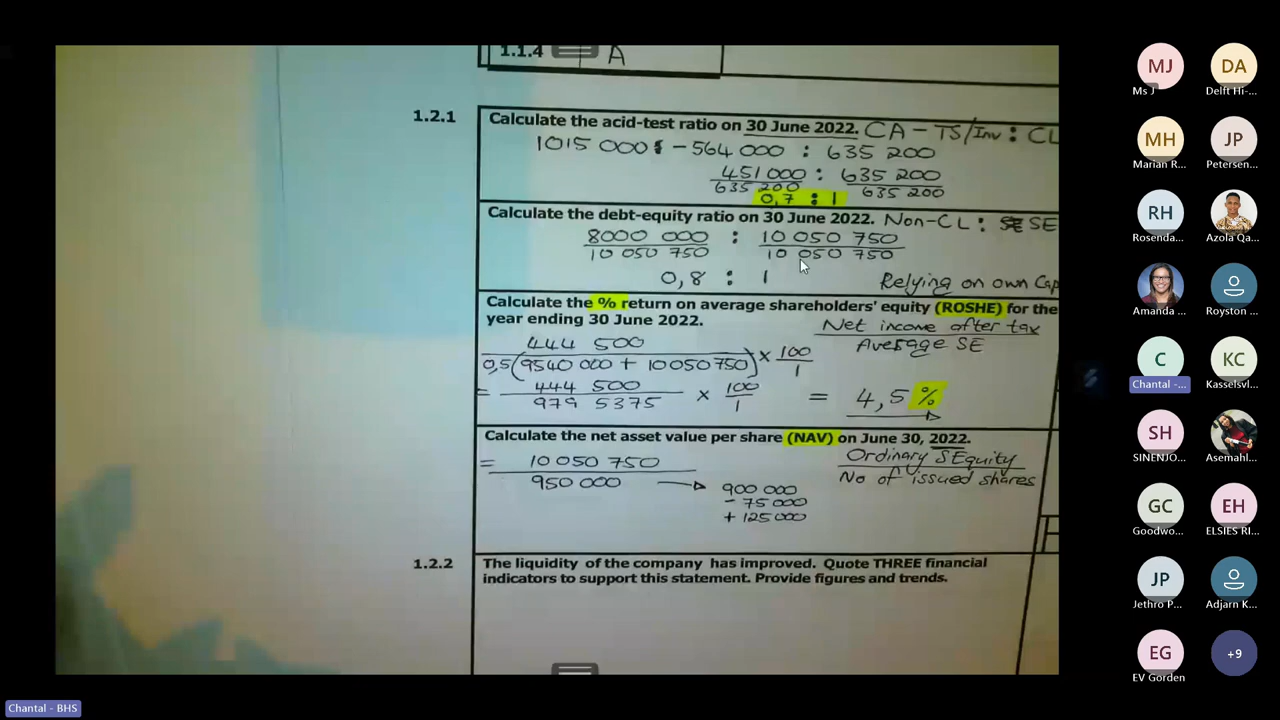 1.1.4 A
1.2.1
Calculate the acid-test ratio on 30 June 2022. CA - TS/Inv : CL
1015 000 - 564 000 : 635 200
451 000 : 635 200
635 200 635 200
0,7 : 1
Calculate the debt-equity ratio on 30 June 2022. Non-CL : SE SE
8000 000 : 10 050 750
10 050 750 10 050 750
0,8 : 1 Relying on own Cap
Calculate the % return on average shareholders' equity (ROSHE) for the
year ending 30 June 2022.
Net income after tax
Average SE
444 500
0,5(9540 000 + 10050 750) x 100
1
= 444 500 x 100 = 4,5 %
979 5375 1
Calculate the net asset value per share (NAV) on June 30, 2022.
= 10 050 750 Ordinary SEquity
950 000 No of issued shares
900 000
- 75 000
+ 125 000
1.2.2
The liquidity of the company has improved. Quote THREE financial
indicators to support this statement. Provide figures and trends.
MJ
Ms J
DA
Delft Hi-...
MH
Marian R...
JP
Petersen...
RH
Rosenda...
Azola Qa...
Amanda ...
Royston ...
C
Chantal -...
KC
Kasselsvl...
SH
SINENJO...
Asemahl...
GC
Goodwo...
EH
ELSIES RI...
JP
Jethro P...
Adjarn K...
EG
EV Gorden
+9
Chantal - BHS